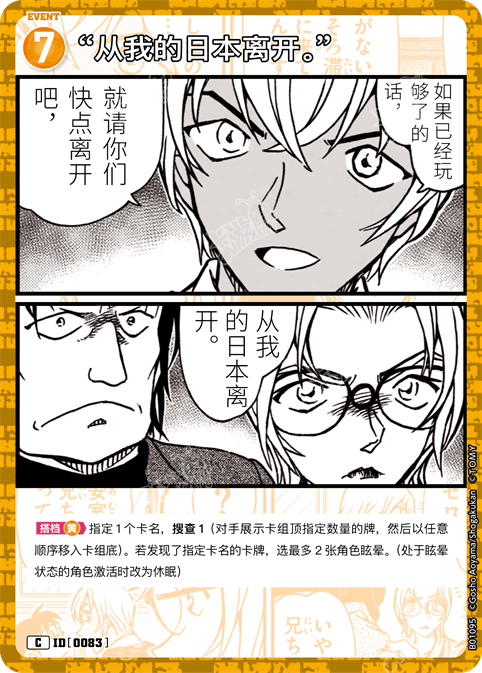 EVENT
7
“从我的日本离开。”
如果已经玩
够了的
话，
就请你们
快点离开
吧，
从我
的日本离
开。
搭档 黄 指定1个卡名，搜查1（对手展示卡组顶指定数量的牌，然后以任意
顺序移入卡组底）。若发现了指定卡名的卡牌，选最多2张角色眩晕。（处于眩晕
状态的角色激活时改为休眠）
C ID[0083]
B01095 ©Gosho Aoyama/Shogakukan ©TOMY
いや
兄ち